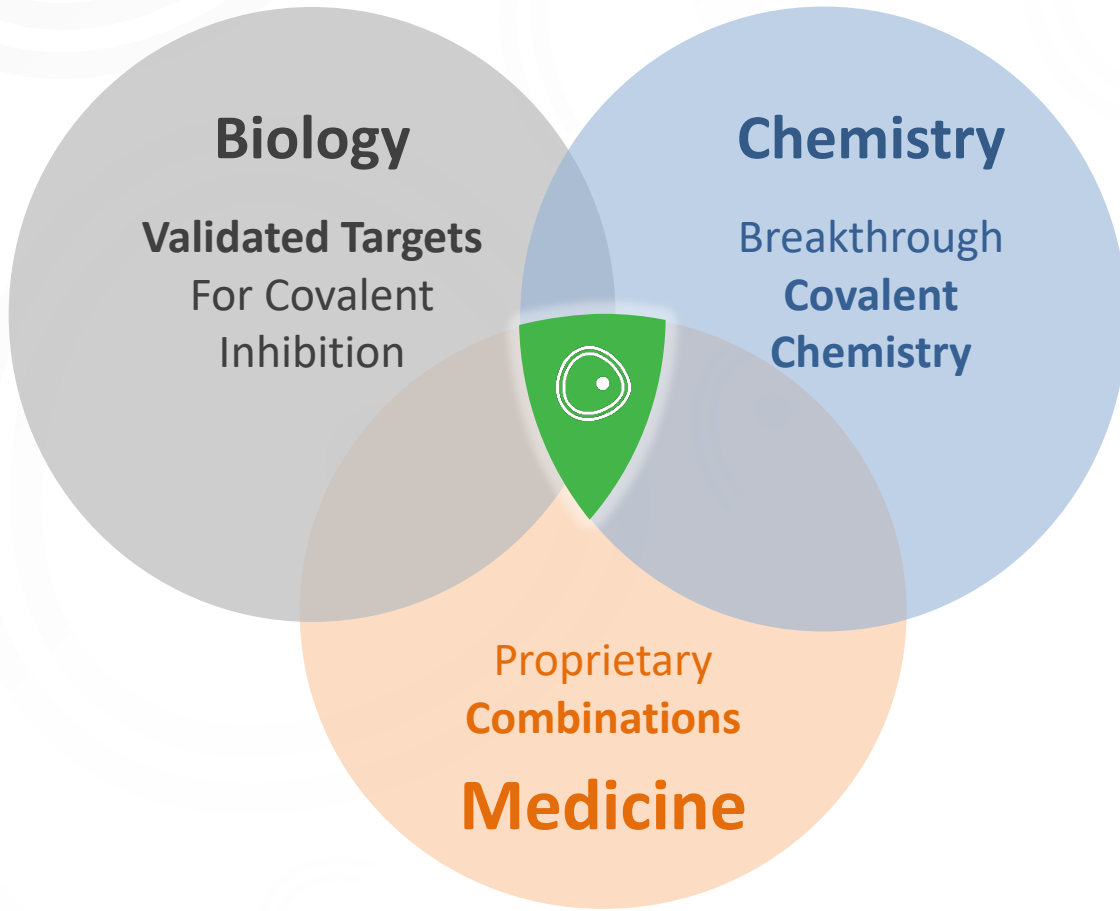 Biology
Validated Targets
For Covalent
Inhibition
Chemistry
Breakthrough
Covalent
Chemistry
Proprietary
Combinations
Medicine